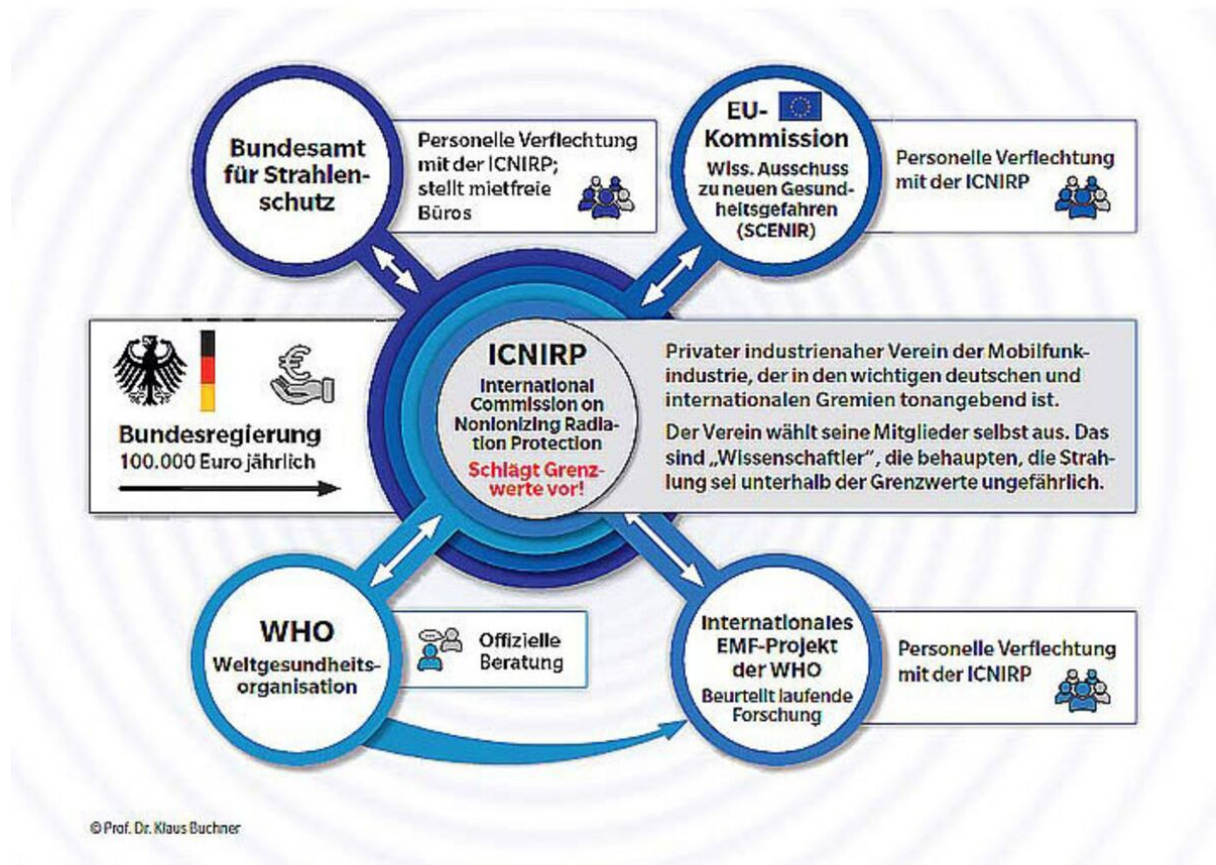 Bundesamt
für Strahlen-
schutz
Personelle Verflechtung
mit der ICNIRP;
stellt mietfreie
Büros
EU-
Kommission
Wiss. Ausschuss
zu neuen Gesund-
heitsgefahren
(SCENIR)
Personelle Verflechtung
mit der ICNIRP
Bundesregierung
100.000 Euro jährlich
ICNIRP
International
Commission on
Nonionizing Radia-
tion Protection
Schlägt Grenz-
werte vor!
Privater industrienaher Verein der Mobilfunk-
industrie, der in den wichtigen deutschen und
internationalen Gremien tonangebend ist.
Der Verein wählt seine Mitglieder selbst aus. Das
sind „Wissenschaftler“, die behaupten, die Strah-
lung sei unterhalb der Grenzwerte ungefährlich.
WHO
Weltgesundheits-
organisation
Offizielle
Beratung
Internationales
EMF-Projekt
der WHO
Beurteilt laufende
Forschung
Personelle Verflechtung
mit der ICNIRP
© Prof. Dr. Klaus Buchner